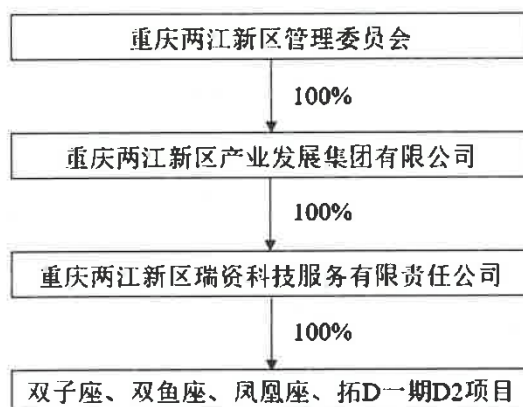 重庆两江新区管理委员会
100%
重庆两江新区产业发展集团有限公司
100%
重庆两江新区瑞资科技服务有限责任公司
100%
双子座、双鱼座、凤凰座、拓D一期D2项目